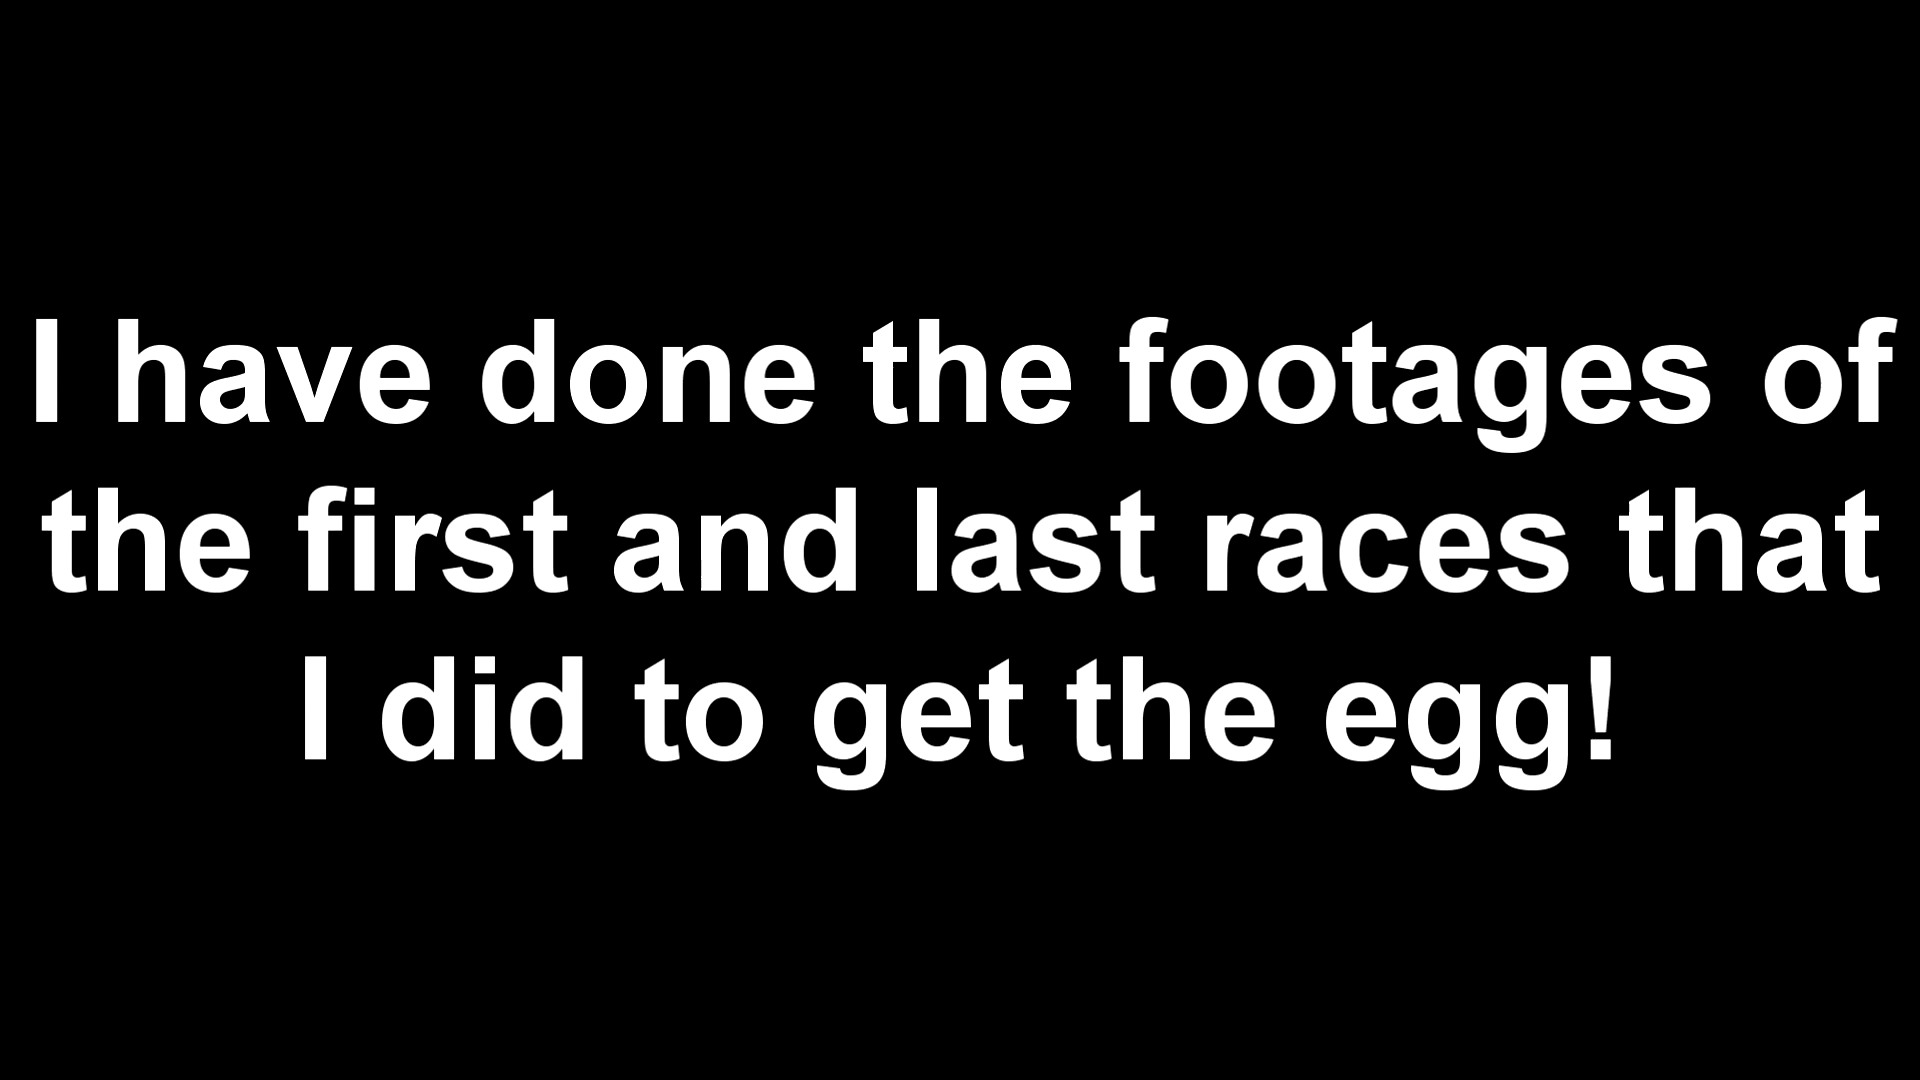 I have done the footages of
the first and last races that
I did to get the egg!